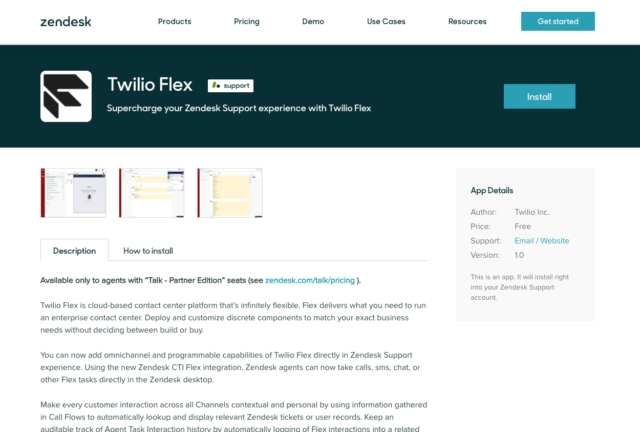 zendesk
Products
Pricing
Demo
Use Cases
Resources
Get started
Twilio Flex
support
Supercharge your Zendesk Support experience with Twilio Flex
Install
Description
How to install
Available only to agents with "Talk - Partner Edition" seats (see zendesk.com/talk/pricing ).
Twilio Flex is cloud-based contact center platform that's infinitely flexible. Flex delivers what you need to run
an enterprise contact center. Deploy and customize discrete components to match your exact business
needs without deciding between build or buy.
You can now add omnichannel and programmable capabilities of Twilio Flex directly in Zendesk Support
experience. Using the new Zendesk CTI Flex integration, Zendesk agents can now take calls, sms, chat, or
other Flex tasks directly in the Zendesk desktop.
Make every customer interaction across all Channels contextual and personal by using information gathered
in Call Flows to automatically lookup and display relevant Zendesk tickets or user records. Keep an
auditable track of Agent Task Interaction history by automatically logging of Flex interactions into a related
App Details
Author: Twilio Inc.
Price: Free
Support: Email / Website
Version: 1.0
This is an app. It will install right
into your Zendesk Support
account.